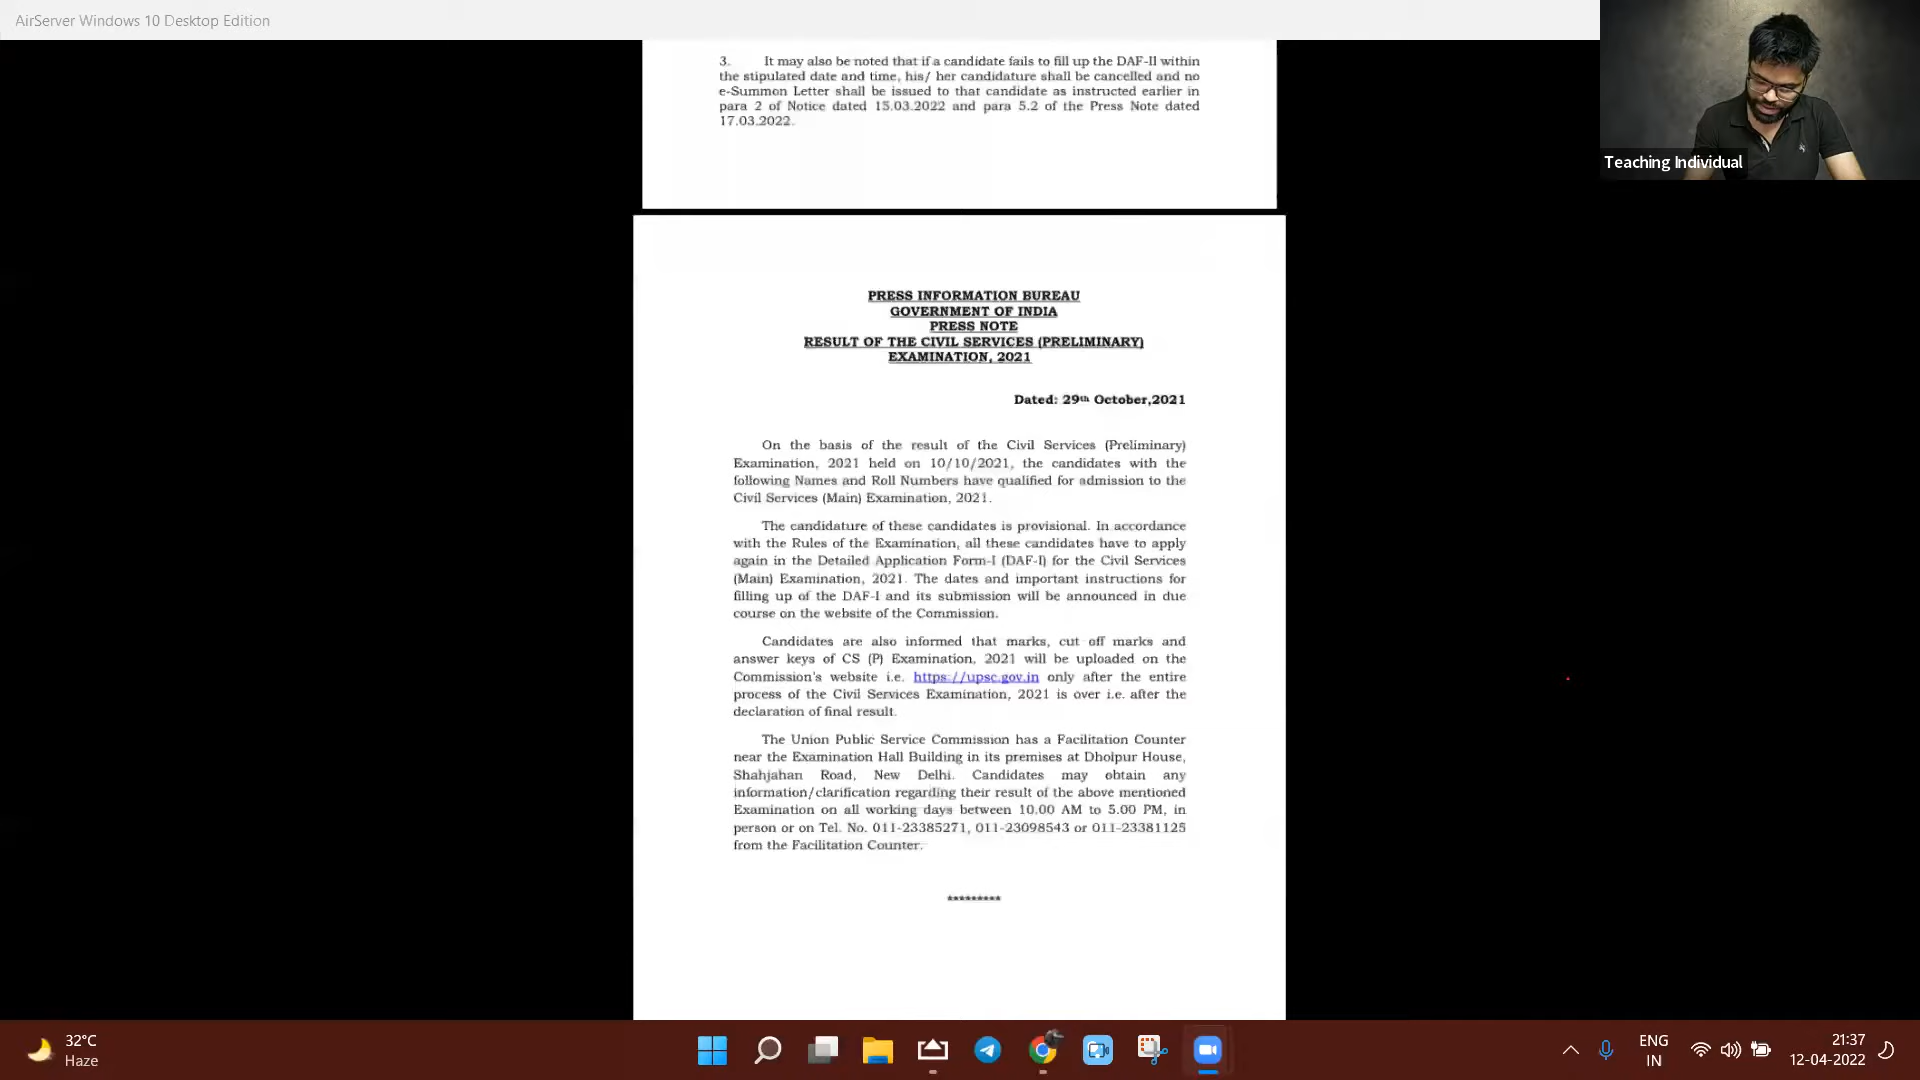 AirServer Windows 10 Desktop Edition
3. It may also be noted that if a candidate fails to fill up the DAF-II within
the stipulated date and time, his/ her candidature shall be cancelled and no
e-Summon Letter shall be issued to that candidate as instructed earlier in
para 2 of Notice dated 15.03.2022 and para 5.2 of the Press Note dated
17.03.2022.
Teaching Individual
PRESS INFORMATION BUREAU
GOVERNMENT OF INDIA
PRESS NOTE
RESULT OF THE CIVIL SERVICES (PRELIMINARY)
EXAMINATION, 2021
Dated: 29th October,2021
On the basis of the result of the Civil Services (Preliminary)
Examination, 2021 held on 10/10/2021, the candidates with the
following Names and Roll Numbers have qualified for admission to the
Civil Services (Main) Examination, 2021.
The candidature of these candidates is provisional. In accordance
with the Rules of the Examination, all these candidates have to apply
again in the Detailed Application Form-I (DAF-I) for the Civil Services
(Main) Examination, 2021. The dates and important instructions for
filling up of the DAF-I and its submission will be announced in due
course on the website of the Commission.
Candidates are also informed that marks, cut off marks and
answer keys of CS (P) Examination, 2021 will be uploaded on the
Commission's website i.e. https://upsc.gov.in only after the entire
process of the Civil Services Examination, 2021 is over i.e. after the
declaration of final result.
The Union Public Service Commission has a Facilitation Counter
near the Examination Hall Building in its premises at Dholpur House,
Shahjahan Road, New Delhi. Candidates may obtain any
information/clarification regarding their result of the above mentioned
Examination on all working days between 10.00 AM to 5.00 PM, in
person or on Tel. No. 011-23385271, 011-23098543 or 011-23381125
from the Facilitation Counter.
*********
32°C
Haze
ENG
IN
21:37
12-04-2022